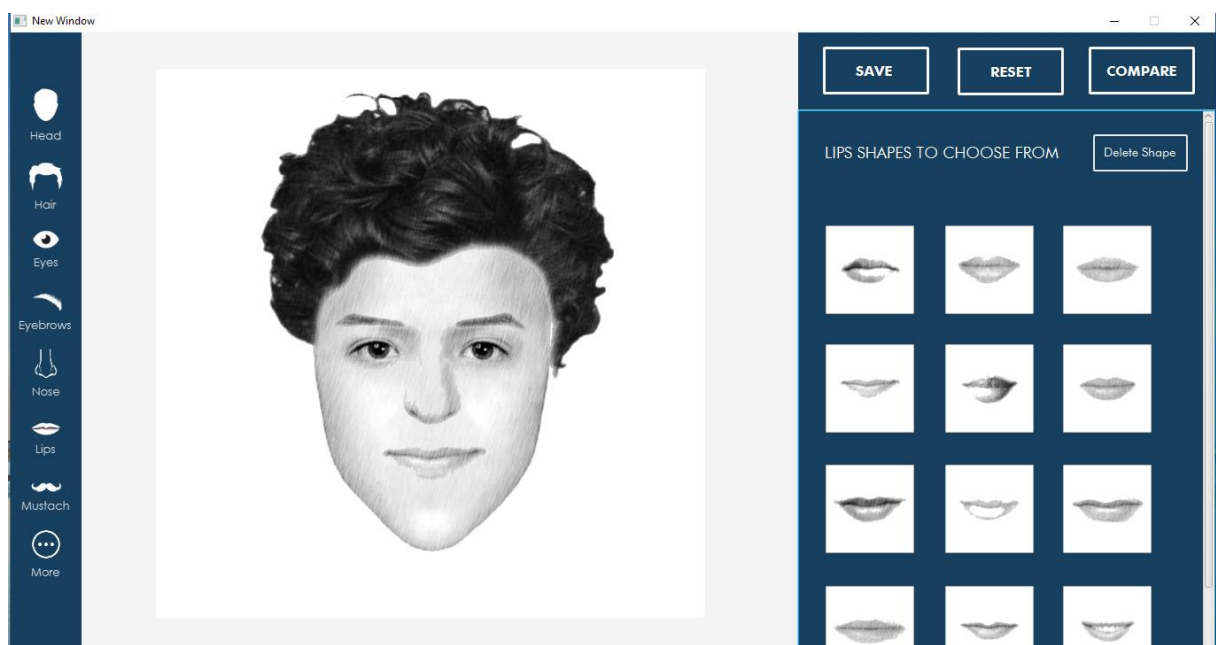 New Window
Head
Hair
Eyes
Eyebrows
Nose
Lips
Mustach
More
SAVE
RESET
COMPARE
LIPS SHAPES TO CHOOSE FROM
Delete Shape